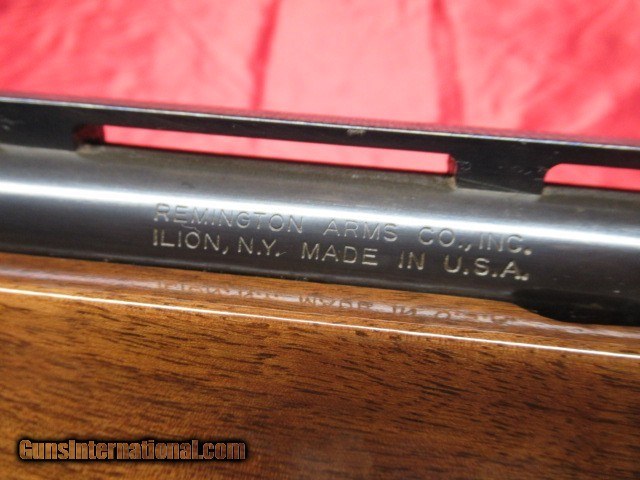 REMINGTON ARMS CO., INC.
ILION, N.Y. MADE IN U.S.A.
GunsInternational.com